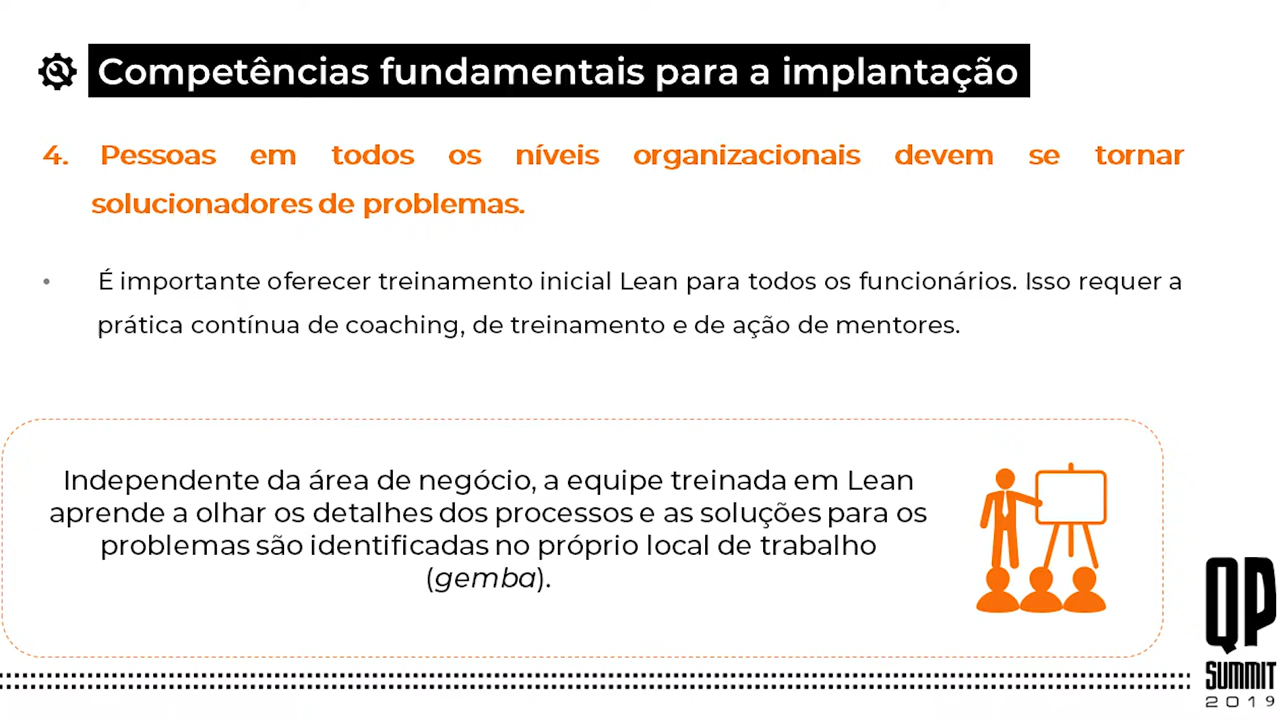 Competências fundamentais para a implantação
4. Pessoas em todos os níveis organizacionais devem se tornar
solucionadores de problemas.
• É importante oferecer treinamento inicial Lean para todos os funcionários. Isso requer a
prática contínua de coaching, de treinamento e de ação de mentores.
Independente da área de negócio, a equipe treinada em Lean
aprende a olhar os detalhes dos processos e as soluções para os
problemas são identificadas no próprio local de trabalho
(gemba).
QP
SUMMIT
2019